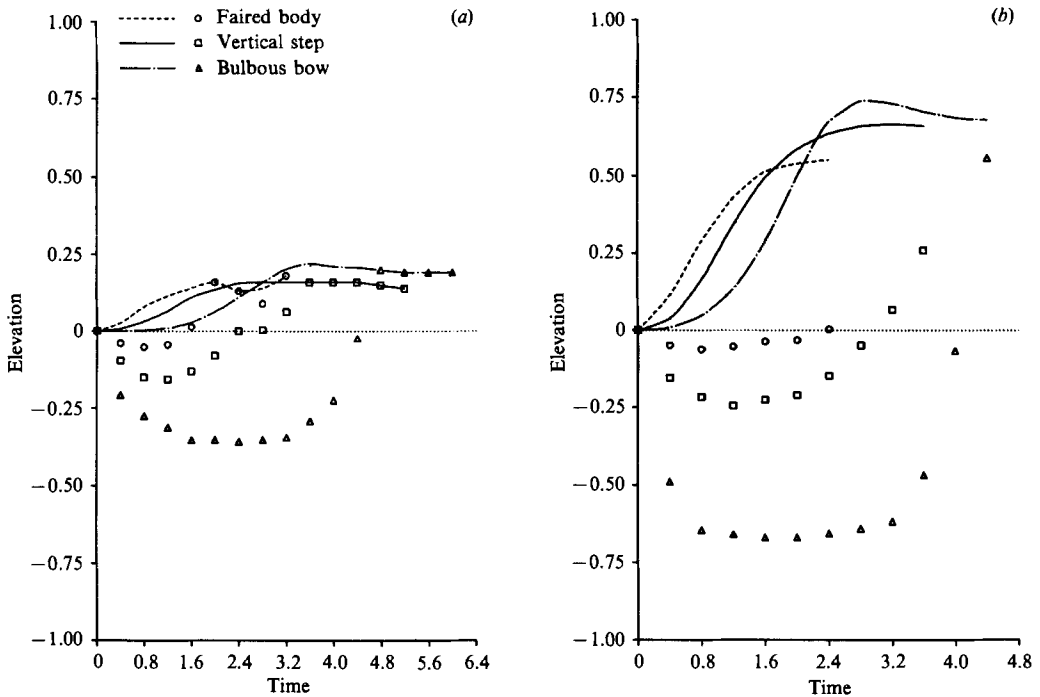 1.00
Faired body
Vertical step
Bulbous bow
(a)
0.75
0.50
0.25
0
−0.25
−0.50
−0.75
−1.00
Elevation
0 0.8 1.6 2.4 3.2 4.0 4.8 5.6 6.4
Time
(b)
1.00
0.75
0.50
0.25
0
−0.25
−0.50
−0.75
−1.00
Elevation
0 0.8 1.6 2.4 3.2 4.0 4.8
Time